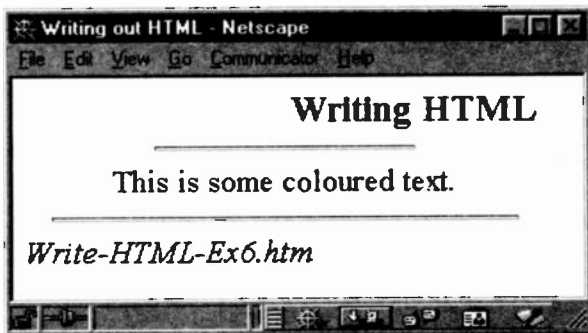 Writing out HTML - Netscape
File Edit View Go Communicator Help
Writing HTML
This is some coloured text.
Write-HTML-Ex6.htm